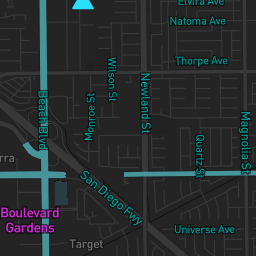 Elvira Ave
Natoma Ave
Thorpe Ave
Wilson St
Monroe St
Beach Blvd
Newland St
Magnolia St
Quartz St
rra
San Diego Fwy
Boulevard
Gardens
Universe Ave
Target